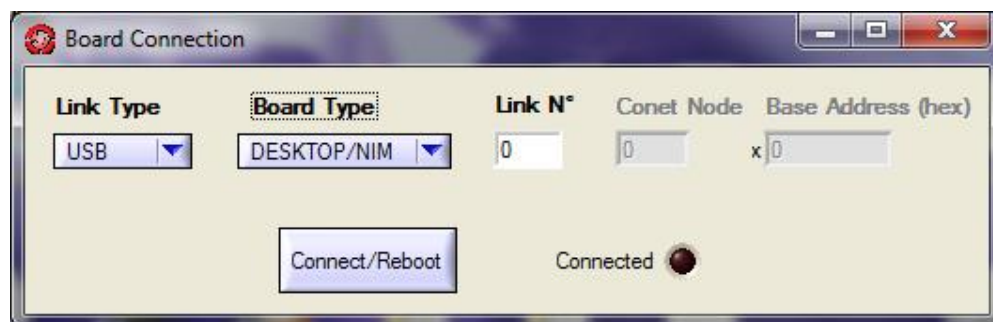 Board Connection
Link Type Board Type Link N° Conet Node Base Address (hex)
USB DESKTOP/NIM 0 0 x 0
Connect/Reboot Connected